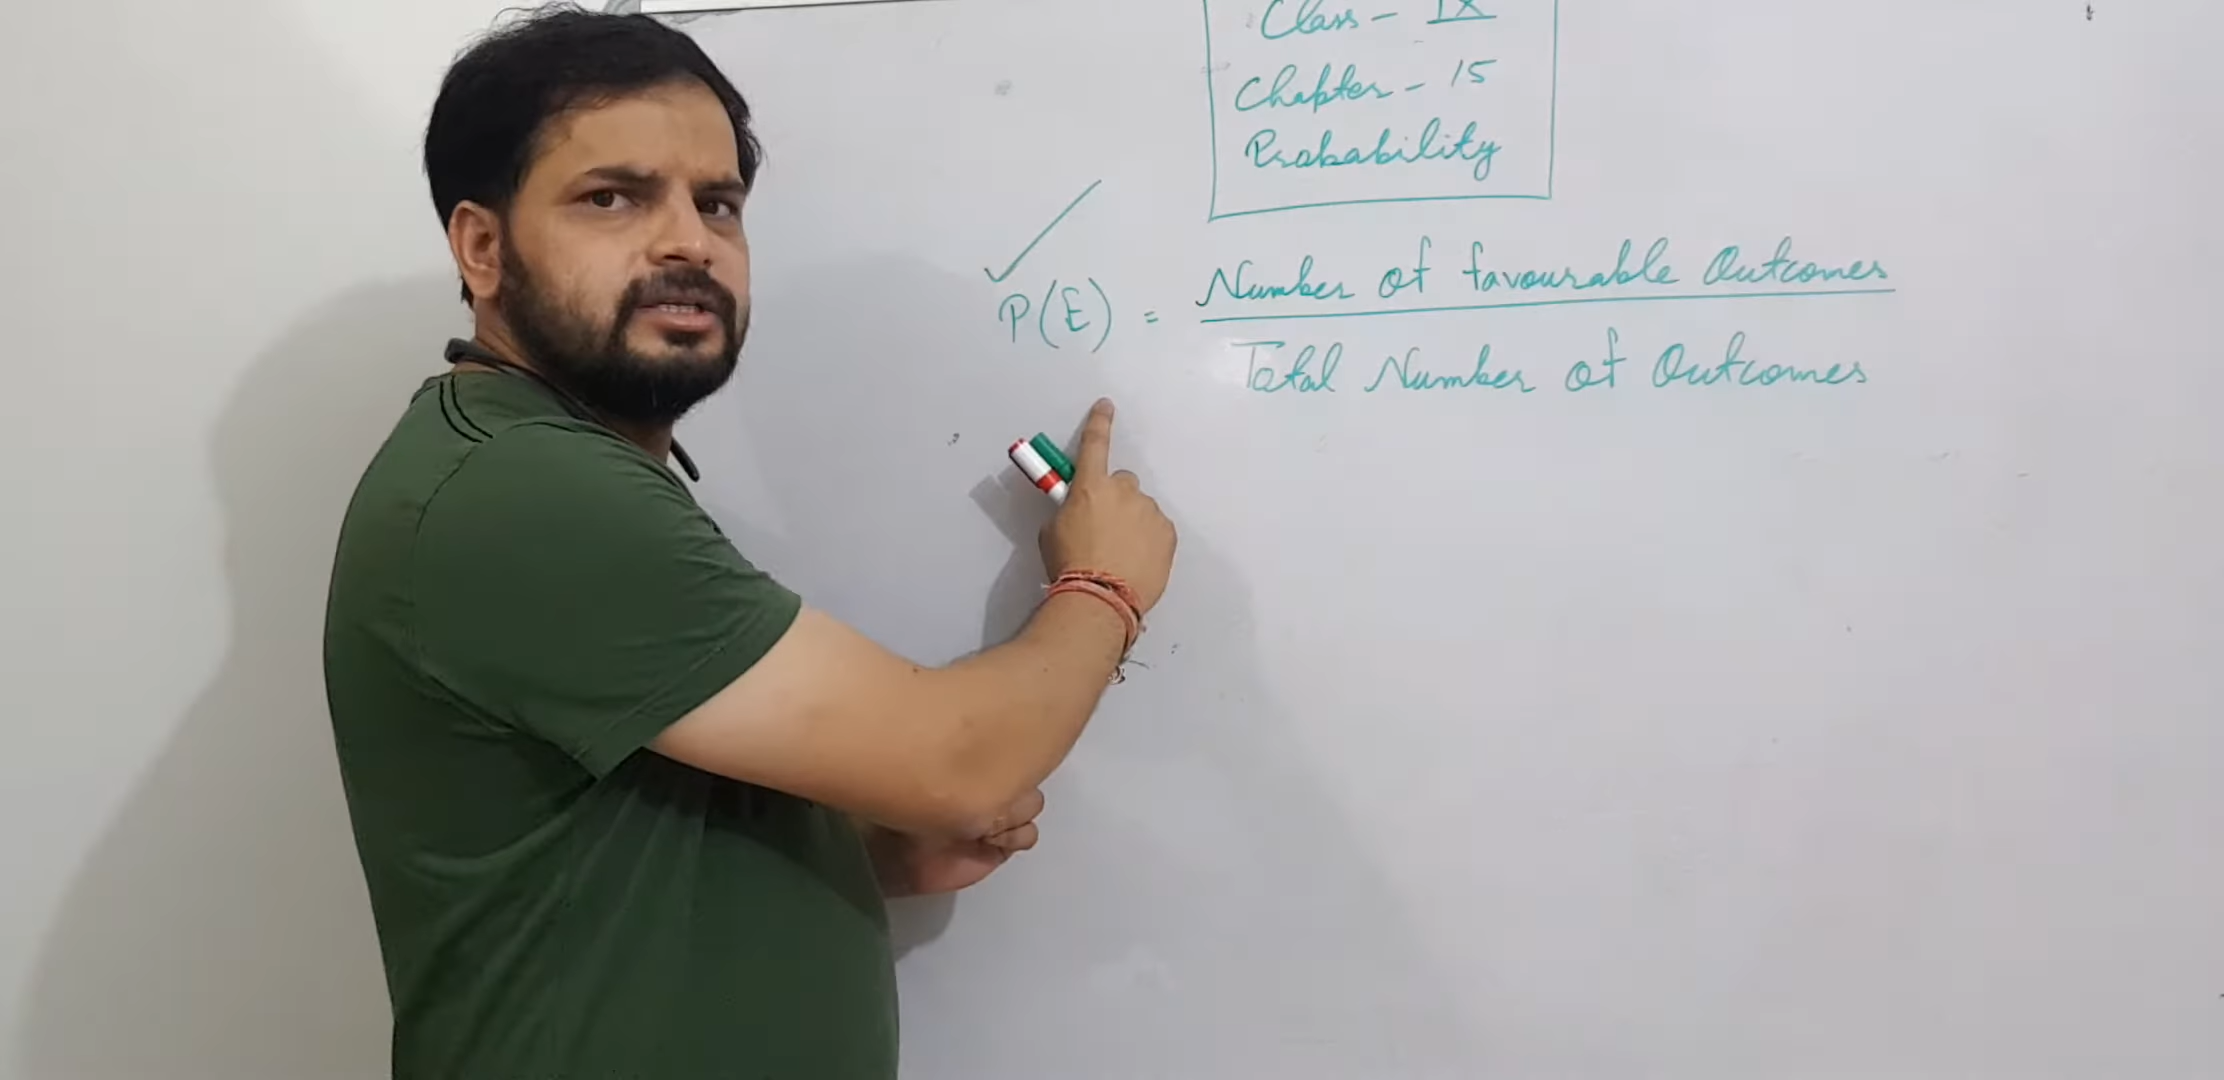 Class - IX
Chapter - 15
Probability
P(E) = Number of favourable Outcomes
Total Number of Outcomes